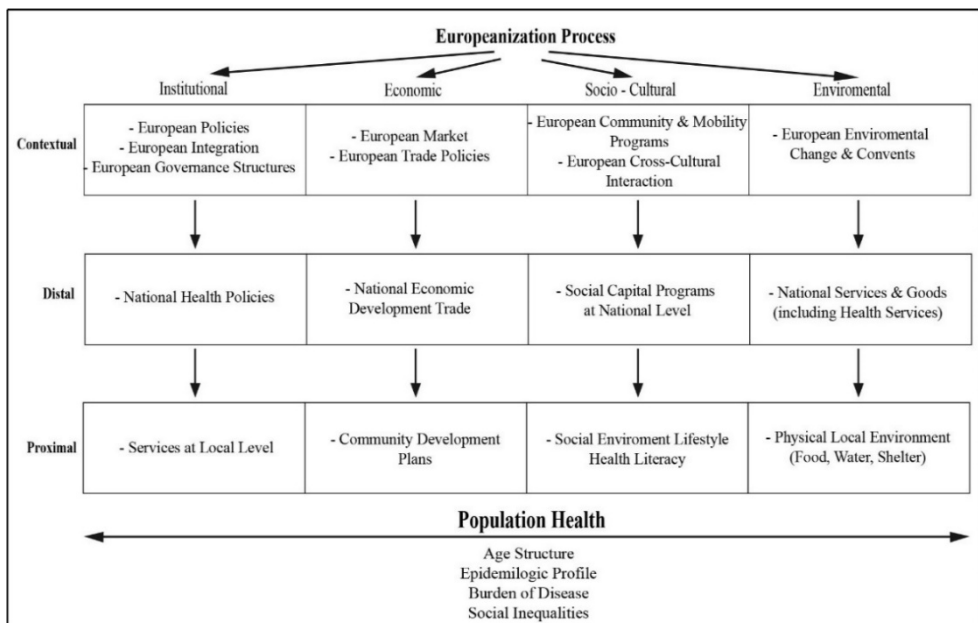 Europeanization Process
Institutional
Economic
Socio - Cultural
Enviromental
Contextual
- European Policies
- European Integration
- European Governance Structures
- European Market
- European Trade Policies
- European Community & Mobility
Programs
- European Cross-Cultural
Interaction
- European Enviromental
Change & Convents
Distal
- National Health Policies
- National Economic
Development Trade
- Social Capital Programs
at National Level
- National Services & Goods
(including Health Services)
Proximal
- Services at Local Level
- Community Development
Plans
- Social Enviroment Lifestyle
Health Literacy
- Physical Local Environment
(Food, Water, Shelter)
Population Health
Age Structure
Epidemilogic Profile
Burden of Disease
Social Inequalities